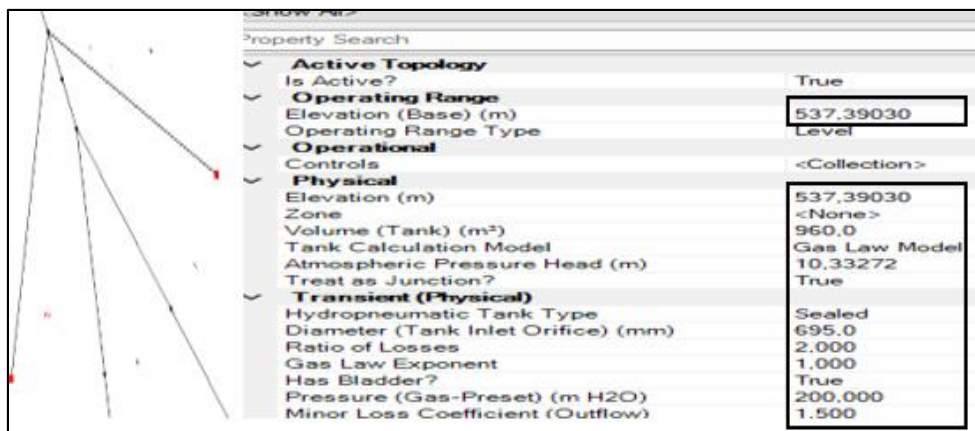 <Show All>
Property Search
Active Topology
Is Active? True
Operating Range
Elevation (Base) (m) 537,39030
Operating Range Type Level
Operational
Controls <Collection>
Physical
Elevation (m) 537,39030
Zone <None>
Volume (Tank) (m³) 960,0
Tank Calculation Model Gas Law Model
Atmospheric Pressure Head (m) 10,33272
Treat as Junction? True
Transient (Physical)
Hydropneumatic Tank Type Sealed
Diameter (Tank Inlet Orifice) (mm) 695,0
Ratio of Losses 2,000
Gas Law Exponent 1,000
Has Bladder? True
Pressure (Gas-Preset) (m H2O) 200,000
Minor Loss Coefficient (Outflow) 1.500